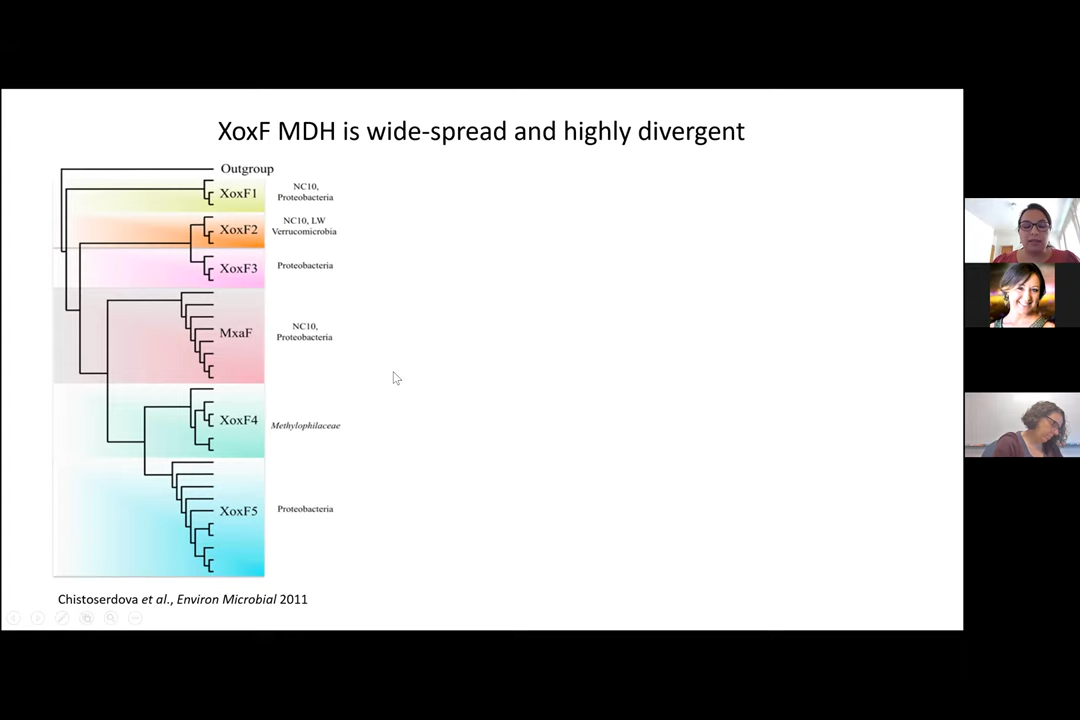 XoxF MDH is wide-spread and highly divergent
Outgroup
XoxF1
NC10,
Proteobacteria
XoxF2
NC10, LW
Verrucomicrobia
XoxF3
Proteobacteria
MxaF
NC10,
Proteobacteria
XoxF4
Methylophilaceae
XoxF5
Proteobacteria
Chistoserdova et al., Environ Microbial 2011